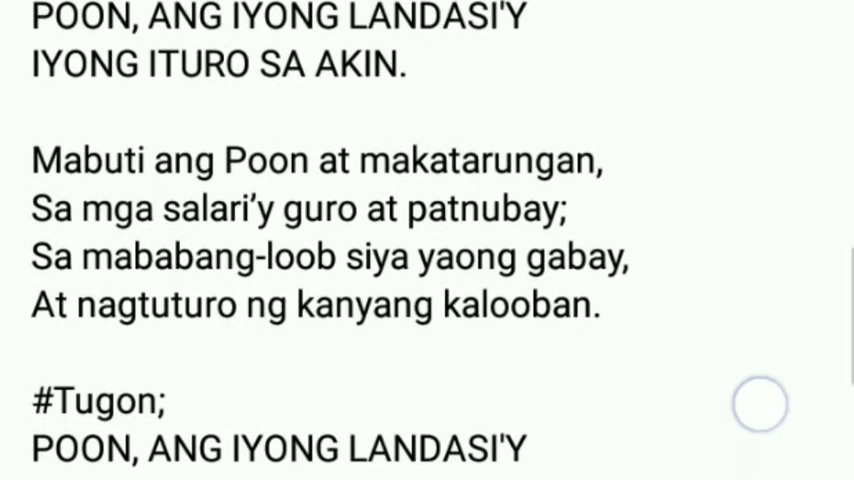 POON, ANG IYONG LANDASI'Y
IYONG ITURO SA AKIN.
Mabuti ang Poon at makatarungan,
Sa mga salari’y guro at patnubay;
Sa mababang-loob siya yaong gabay,
At nagtuturo ng kanyang kalooban.
#Tugon;
POON, ANG IYONG LANDASI'Y